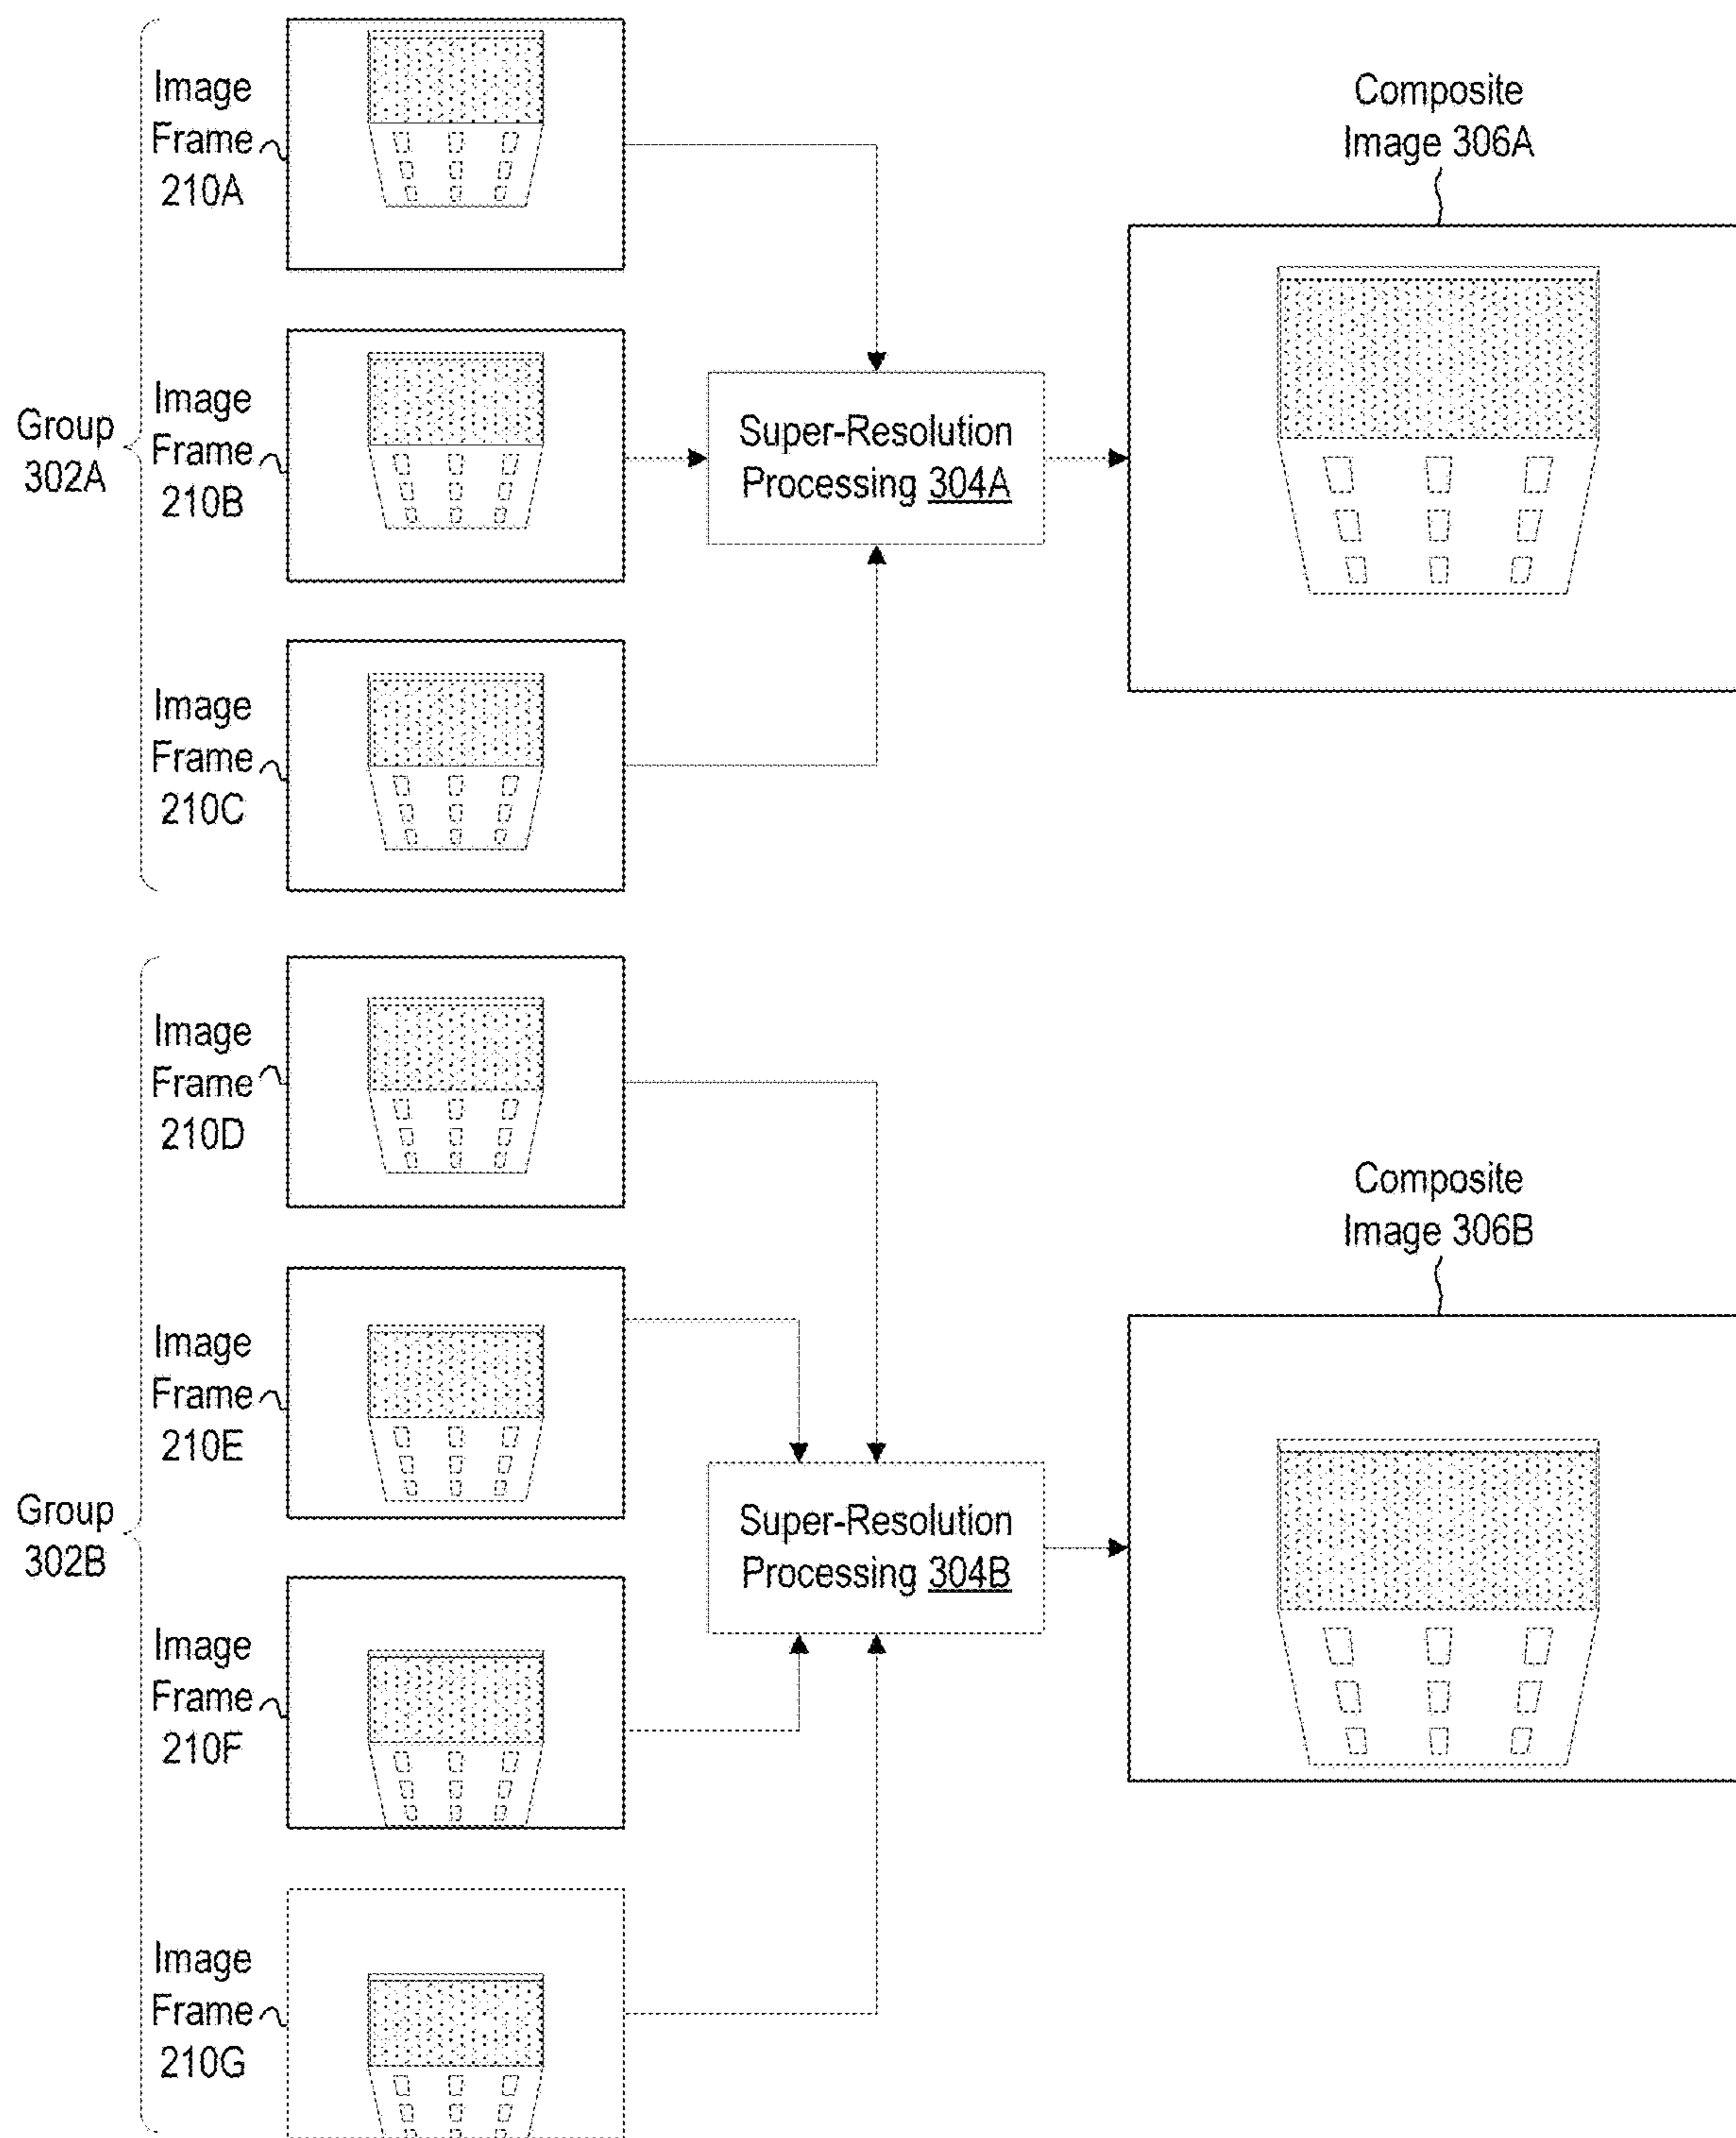 Image
Frame
210A
Image
Frame
210B
Group
302A
Image
Frame
210C
Super-Resolution
Processing 304A
Composite
Image 306A
Image
Frame
210D
Image
Frame
210E
Group
302B
Image
Frame
210F
Image
Frame
210G
Super-Resolution
Processing 304B
Composite
Image 306B